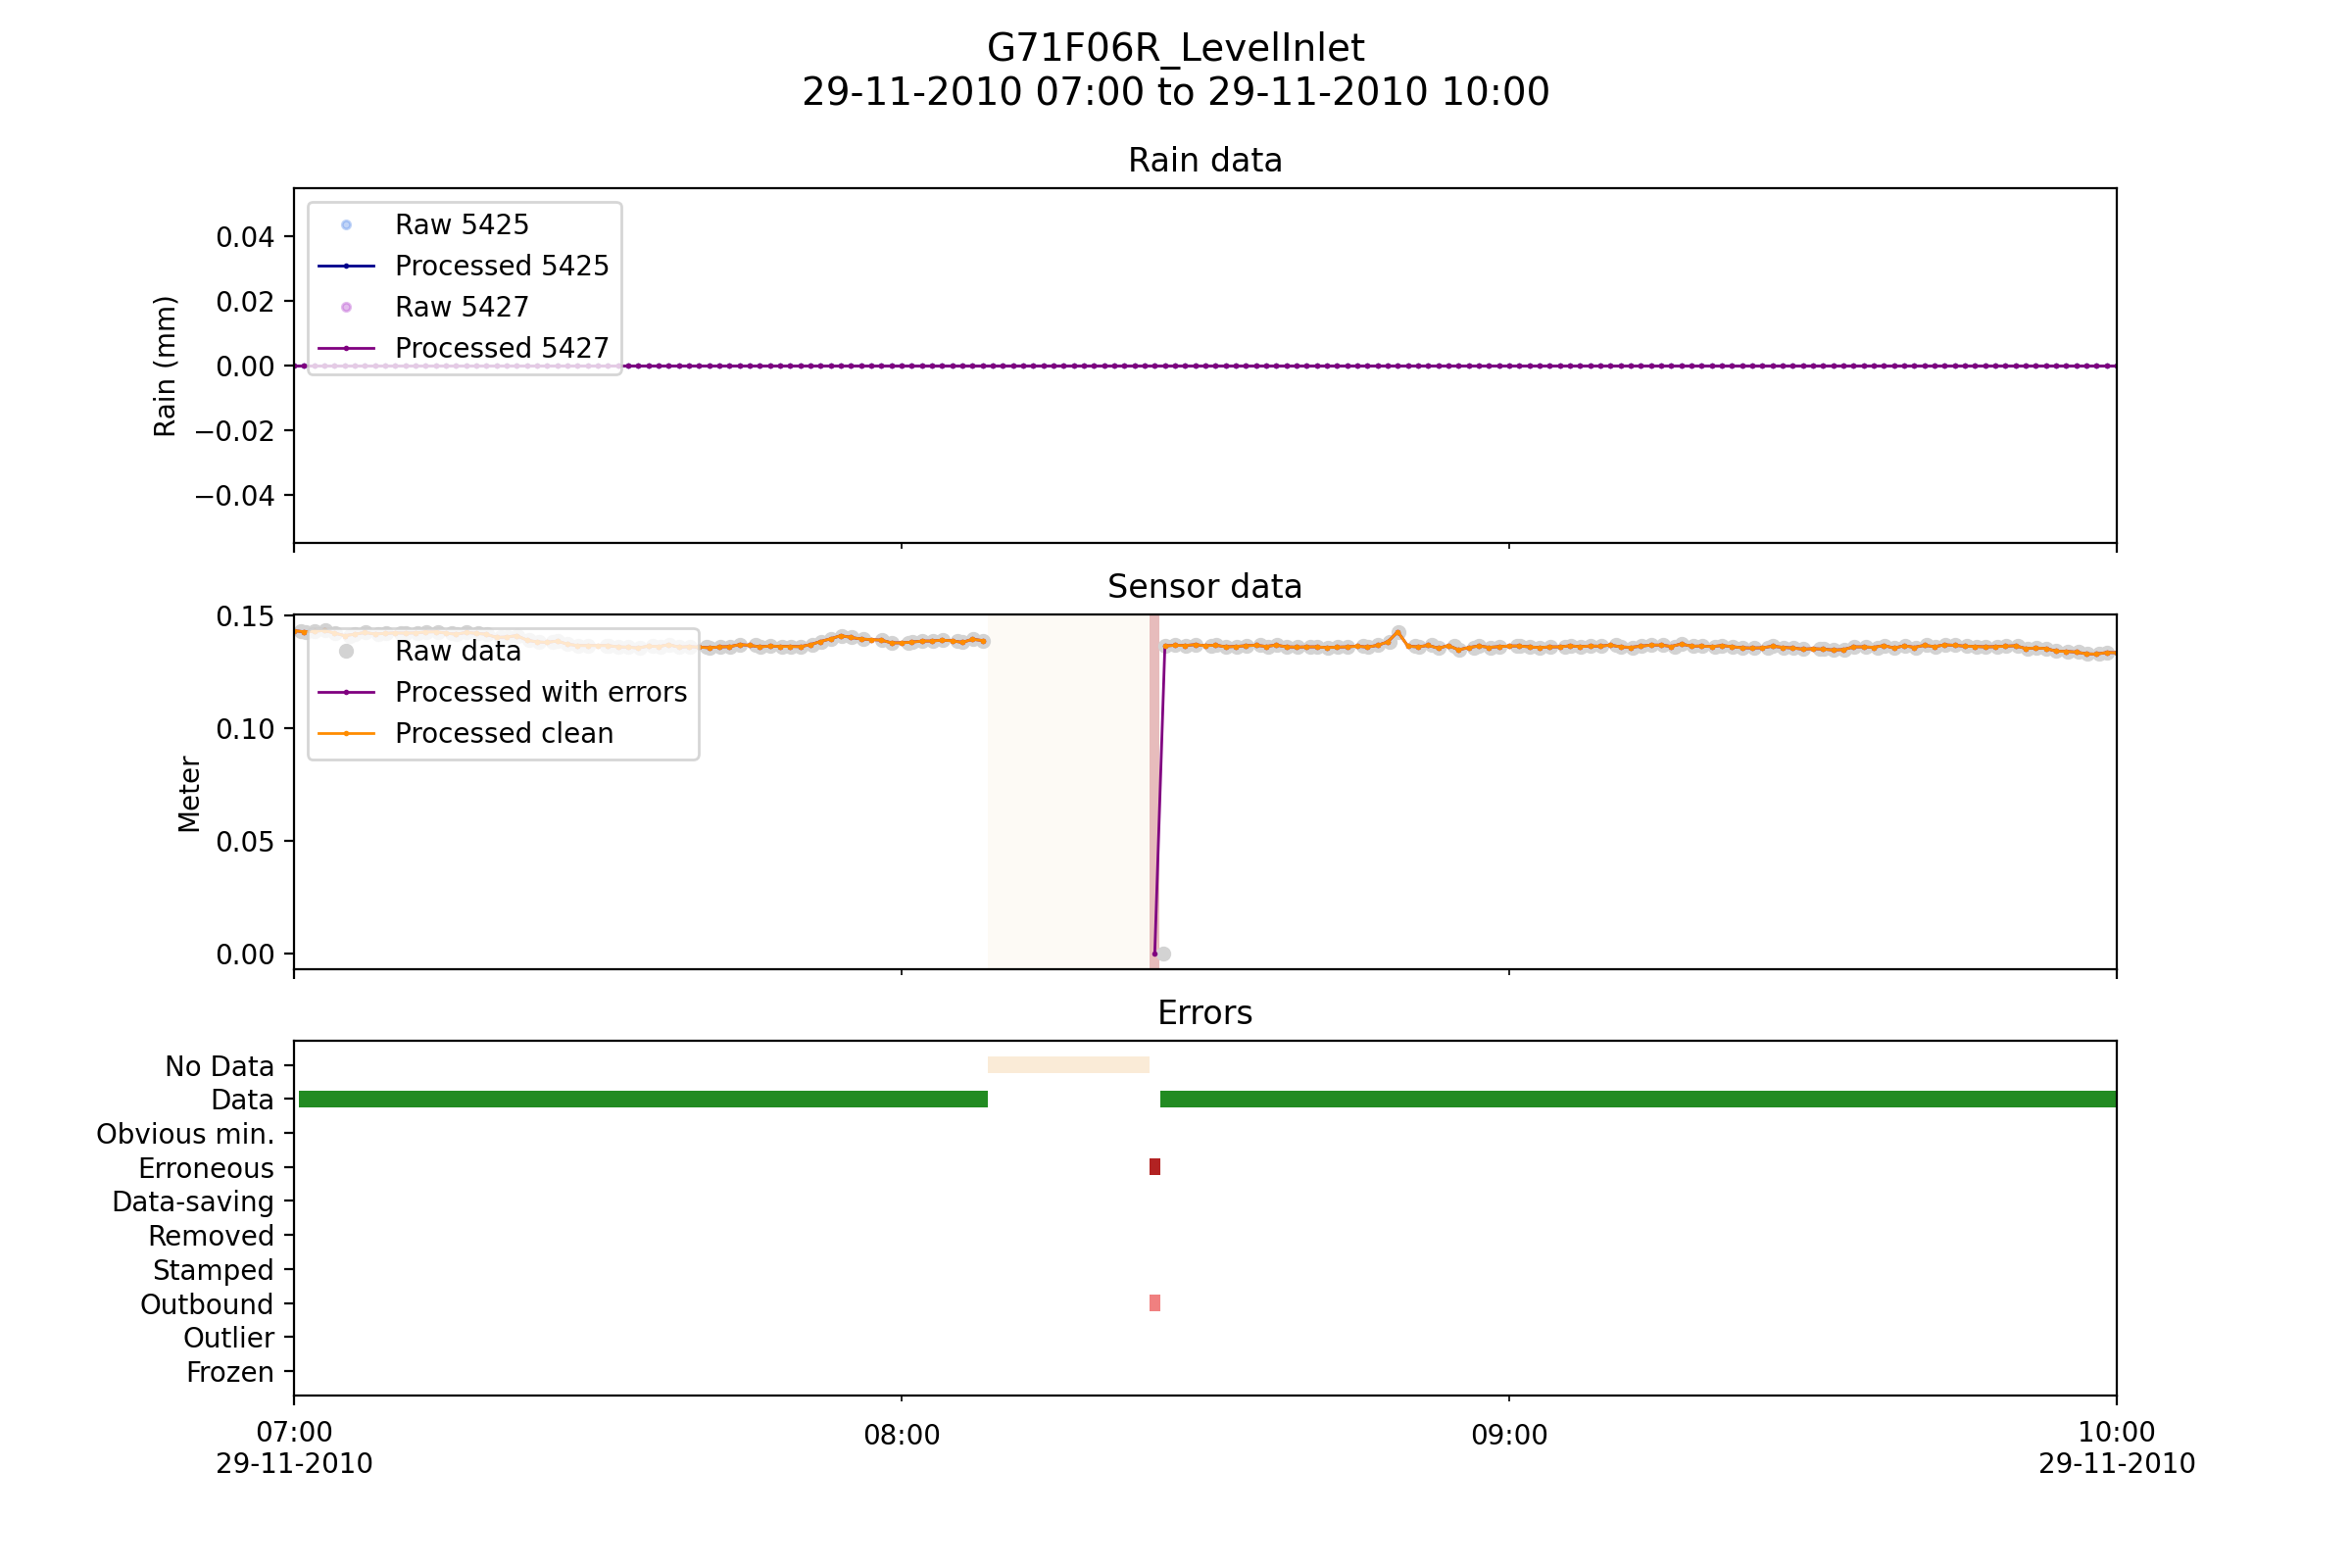 G71F06R_LevelInlet
29-11-2010 07:00 to 29-11-2010 10:00
Rain data
Rain (mm)
0.04
0.02
0.00
−0.02
−0.04
Raw 5425
Processed 5425
Raw 5427
Processed 5427
Sensor data
Meter
0.15
0.10
0.05
0.00
Raw data
Processed with errors
Processed clean
Errors
No Data
Data
Obvious min.
Erroneous
Data-saving
Removed
Stamped
Outbound
Outlier
Frozen
07:00
29-11-2010
08:00
09:00
10:00
29-11-2010